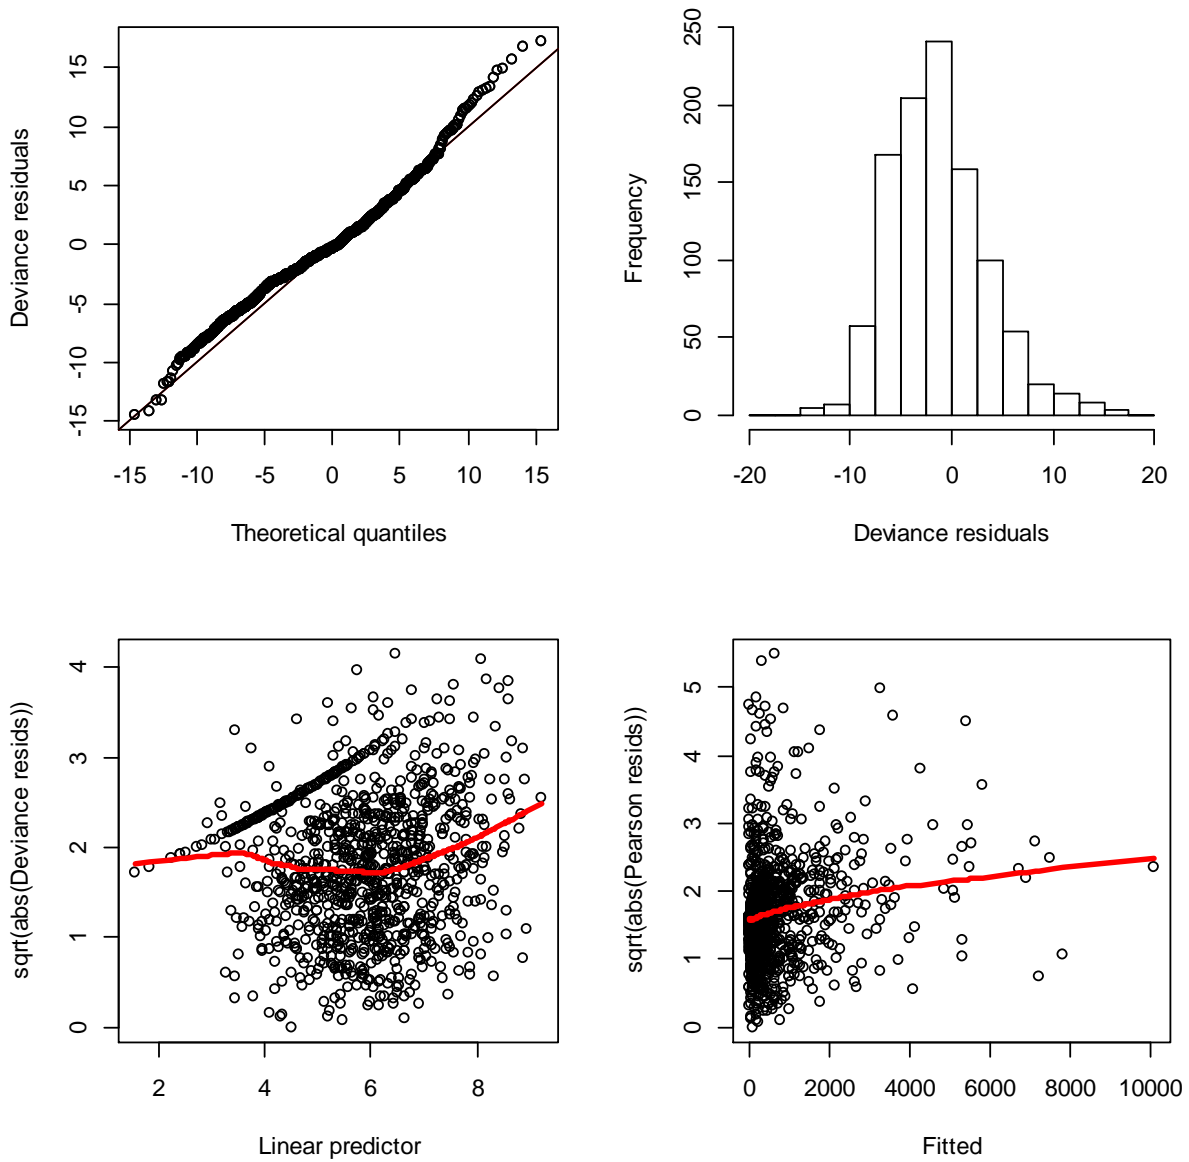 15
10
5
0
-5
-10
-15
Deviance residuals
-15 -10 -5 0 5 10 15
Theoretical quantiles
250
200
150
100
50
0
Frequency
-20 -10 0 10 20
Deviance residuals
4
3
2
1
0
sqrt(abs(Deviance resids))
2 4 6 8
Linear predictor
5
4
3
2
1
0
sqrt(abs(Pearson resids))
0 2000 4000 6000 8000 10000
Fitted